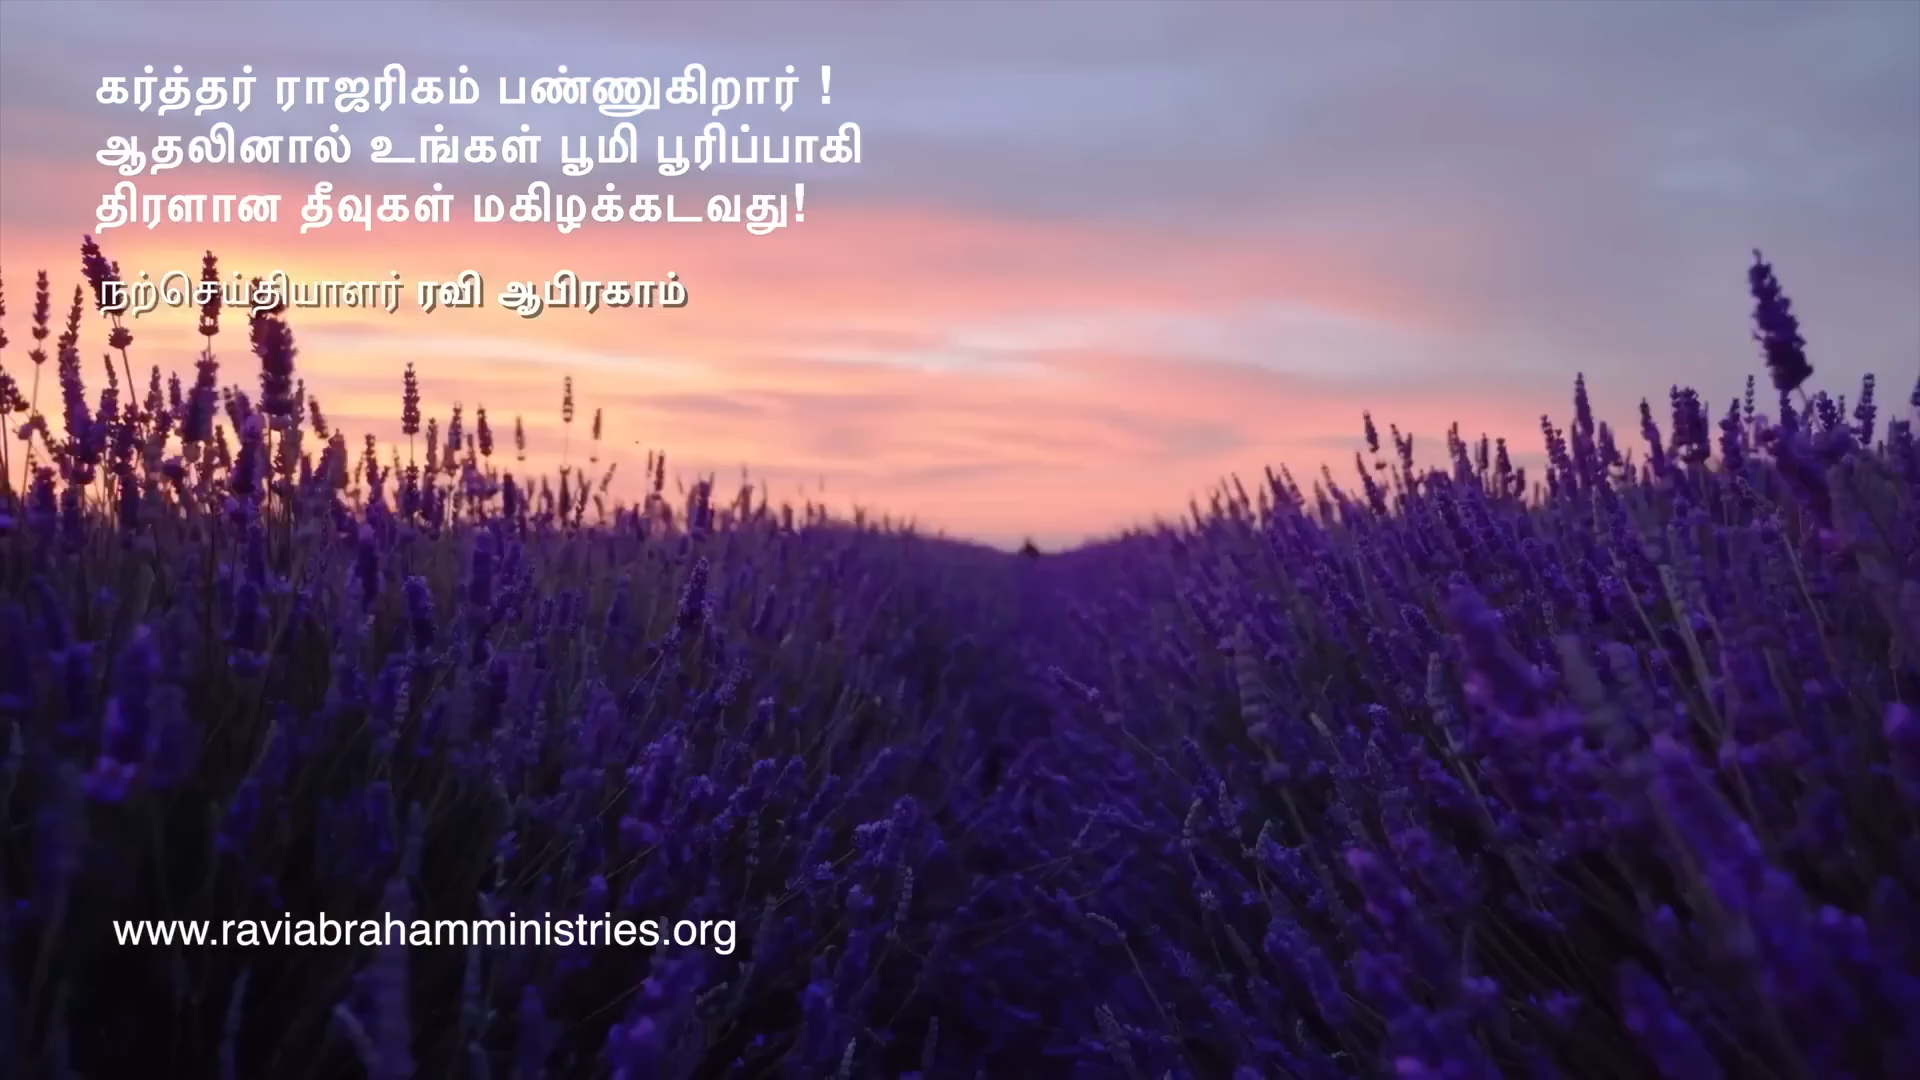 கர்த்தர் ராஜரிகம் பண்ணுகிறார் !
ஆதலினால் உங்கள் பூமி பூரிப்பாகி
திரளான தீவுகள் மகிழக்கடவது!
நற்செய்தியாளர் ரவி ஆபிரகாம்
www.raviabrahamministries.org